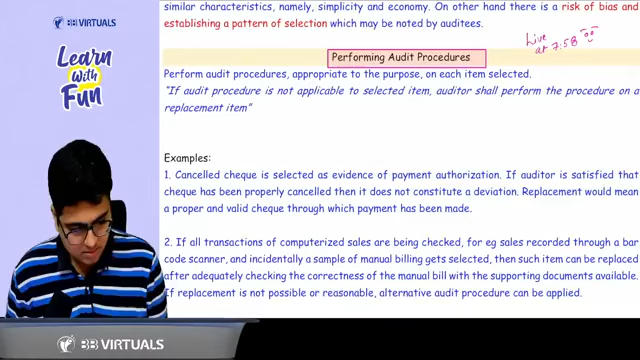 BB VIRTUALS
Learn
With
Fun
similar characteristics, namely, simplicity and economy. On other hand there is a risk of bias and
establishing a pattern of selection which may be noted by auditees.
Live
at 7:58
Performing Audit Procedures
Perform audit procedures, appropriate to the purpose, on each item selected.
"If audit procedure is not applicable to selected item, auditor shall perform the procedure on a
replacement item"
Examples:
1. Cancelled cheque is selected as evidence of payment authorization. If auditor is satisfied that
cheque has been properly cancelled then it does not constitute a deviation. Replacement would mean
a proper and valid cheque through which payment has been made.
2. If all transactions of computerized sales are being checked, for eg sales recorded through a bar
code scanner, and incidentally a sample of manual billing gets selected, then such item can be replaced
after adequately checking the correctness of the manual bill with the supporting documents available.
If replacement is not possible or reasonable, alternative audit procedure can be applied.
BB VIRTUALS